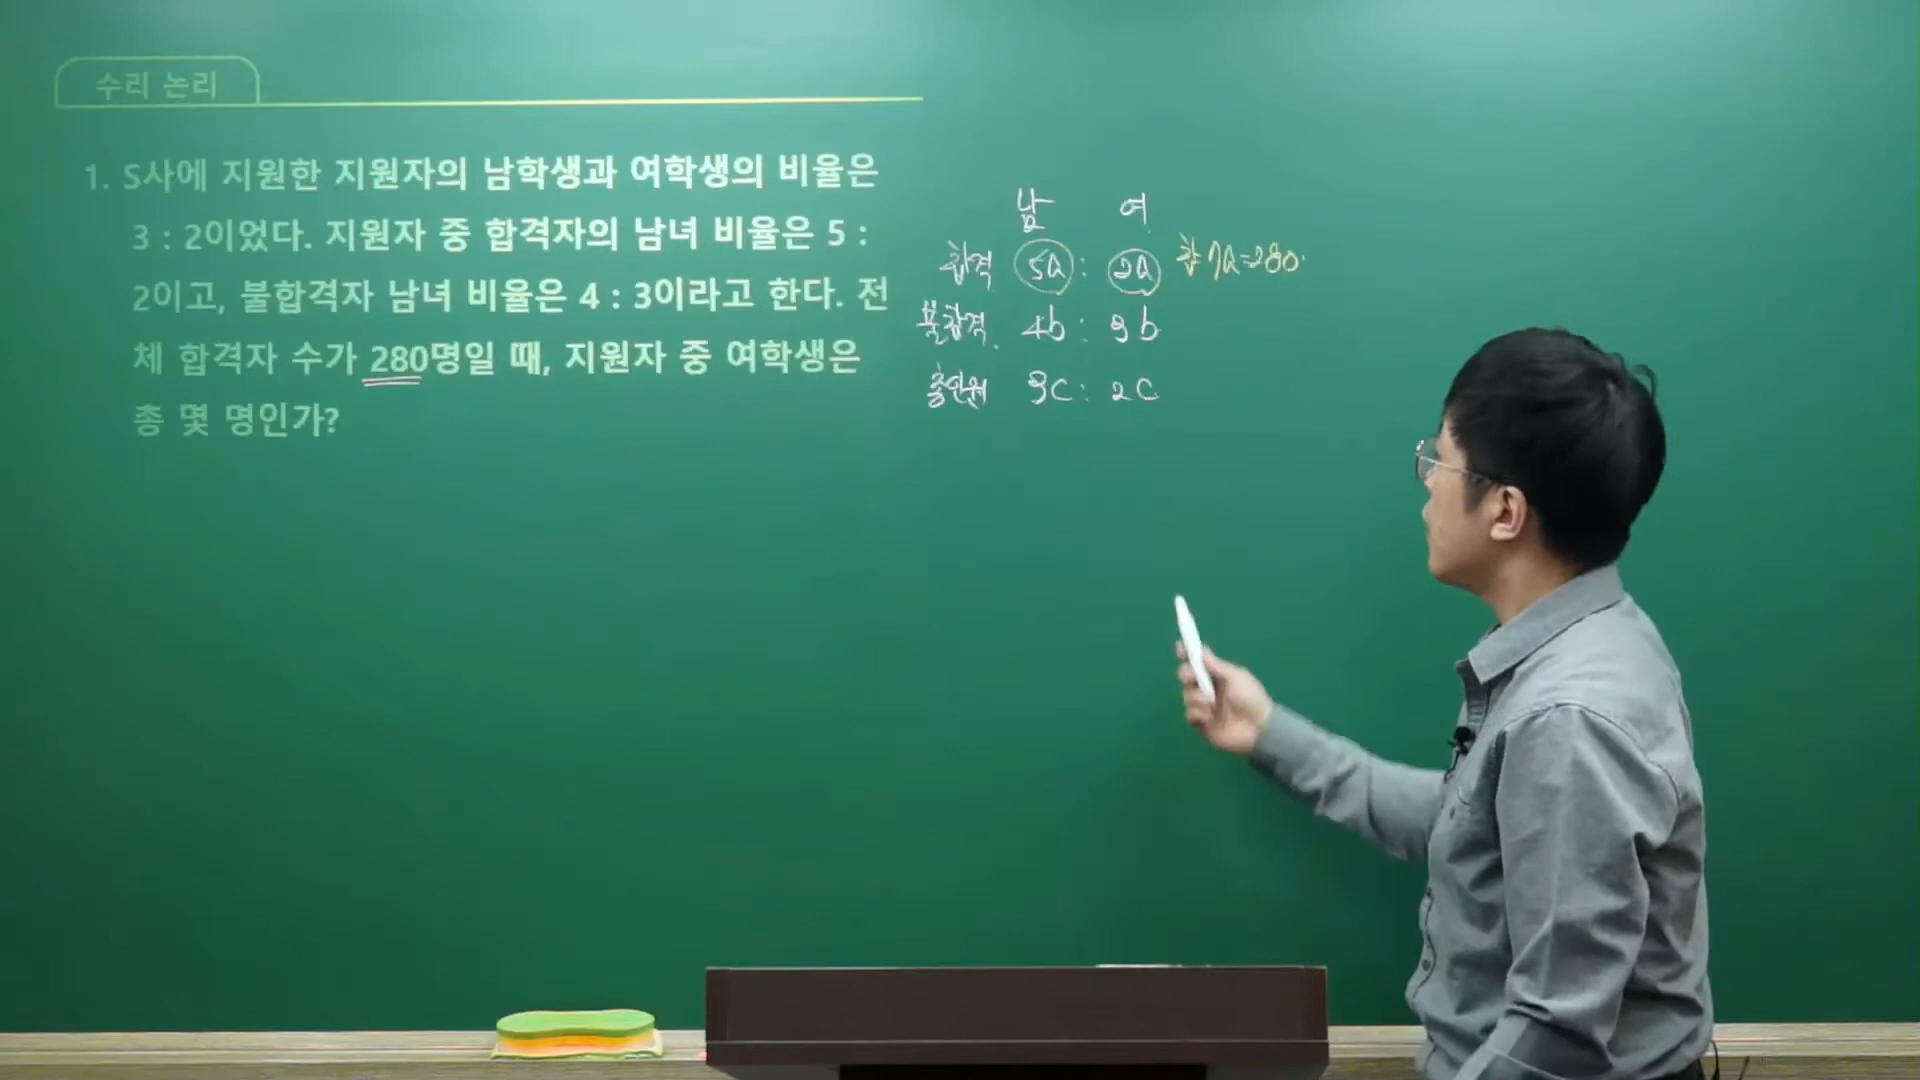 수리 논리
1. S사에 지원한 지원자의 남학생과 여학생의 비율은
3 : 2이었다. 지원자 중 합격자의 남녀 비율은 5 :
2이고, 불합격자 남녀 비율은 4 : 3이라고 한다. 전
체 합격자 수가 280명일 때, 지원자 중 여학생은
총 몇 명인가?
남 여
합격 5a : 2a 합 7a=280.
불합격 4b : 3b
총인원 3c : 2c